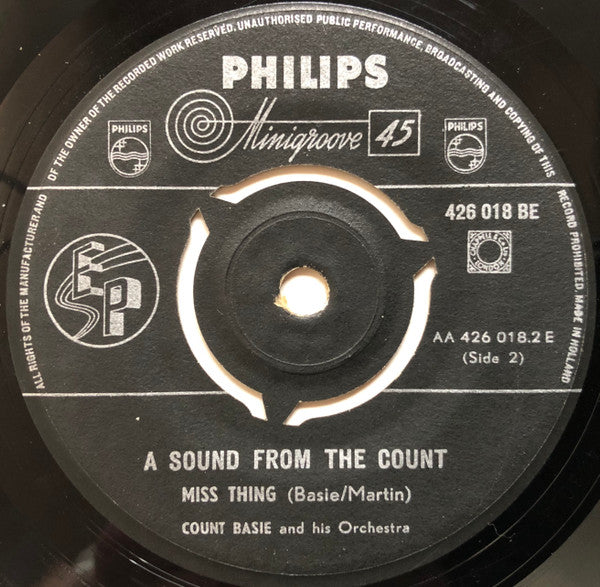 ALL RIGHTS OF THE MANUFACTURER AND OF THE OWNER OF THE RECORDED WORK RESERVED. UNAUTHORISED PUBLIC PERFORMANCE, BROADCASTING AND COPYING OF THIS RECORD PROHIBITED. MADE IN HOLLAND
PHILIPS
Minigroove 45
PHILIPS
PHILIPS
426 018 BE
EP
AA 426 018.2 E
(Side 2)
A SOUND FROM THE COUNT
MISS THING (Basie/Martin)
COUNT BASIE and his Orchestra